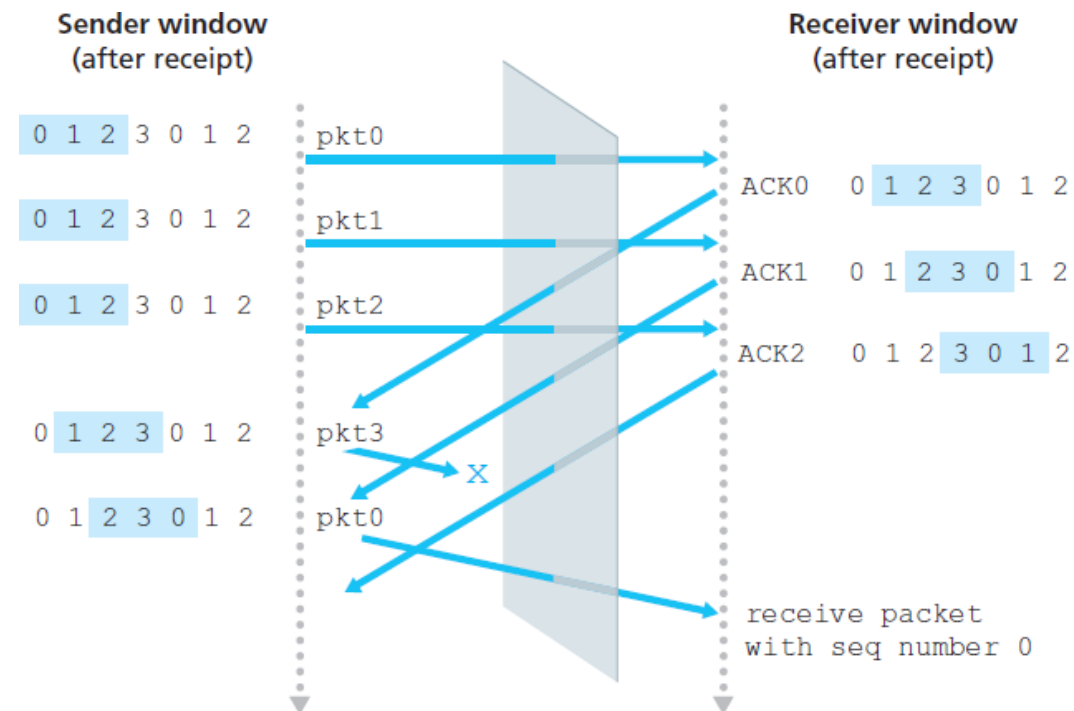 Sender window
(after receipt)
Receiver window
(after receipt)
0 1 2 3 0 1 2
pkt0
ACK0 0 1 2 3 0 1 2
0 1 2 3 0 1 2
pkt1
ACK1 0 1 2 3 0 1 2
0 1 2 3 0 1 2
pkt2
ACK2 0 1 2 3 0 1 2
0 1 2 3 0 1 2
pkt3
X
0 1 2 3 0 1 2
pkt0
receive packet
with seq number 0